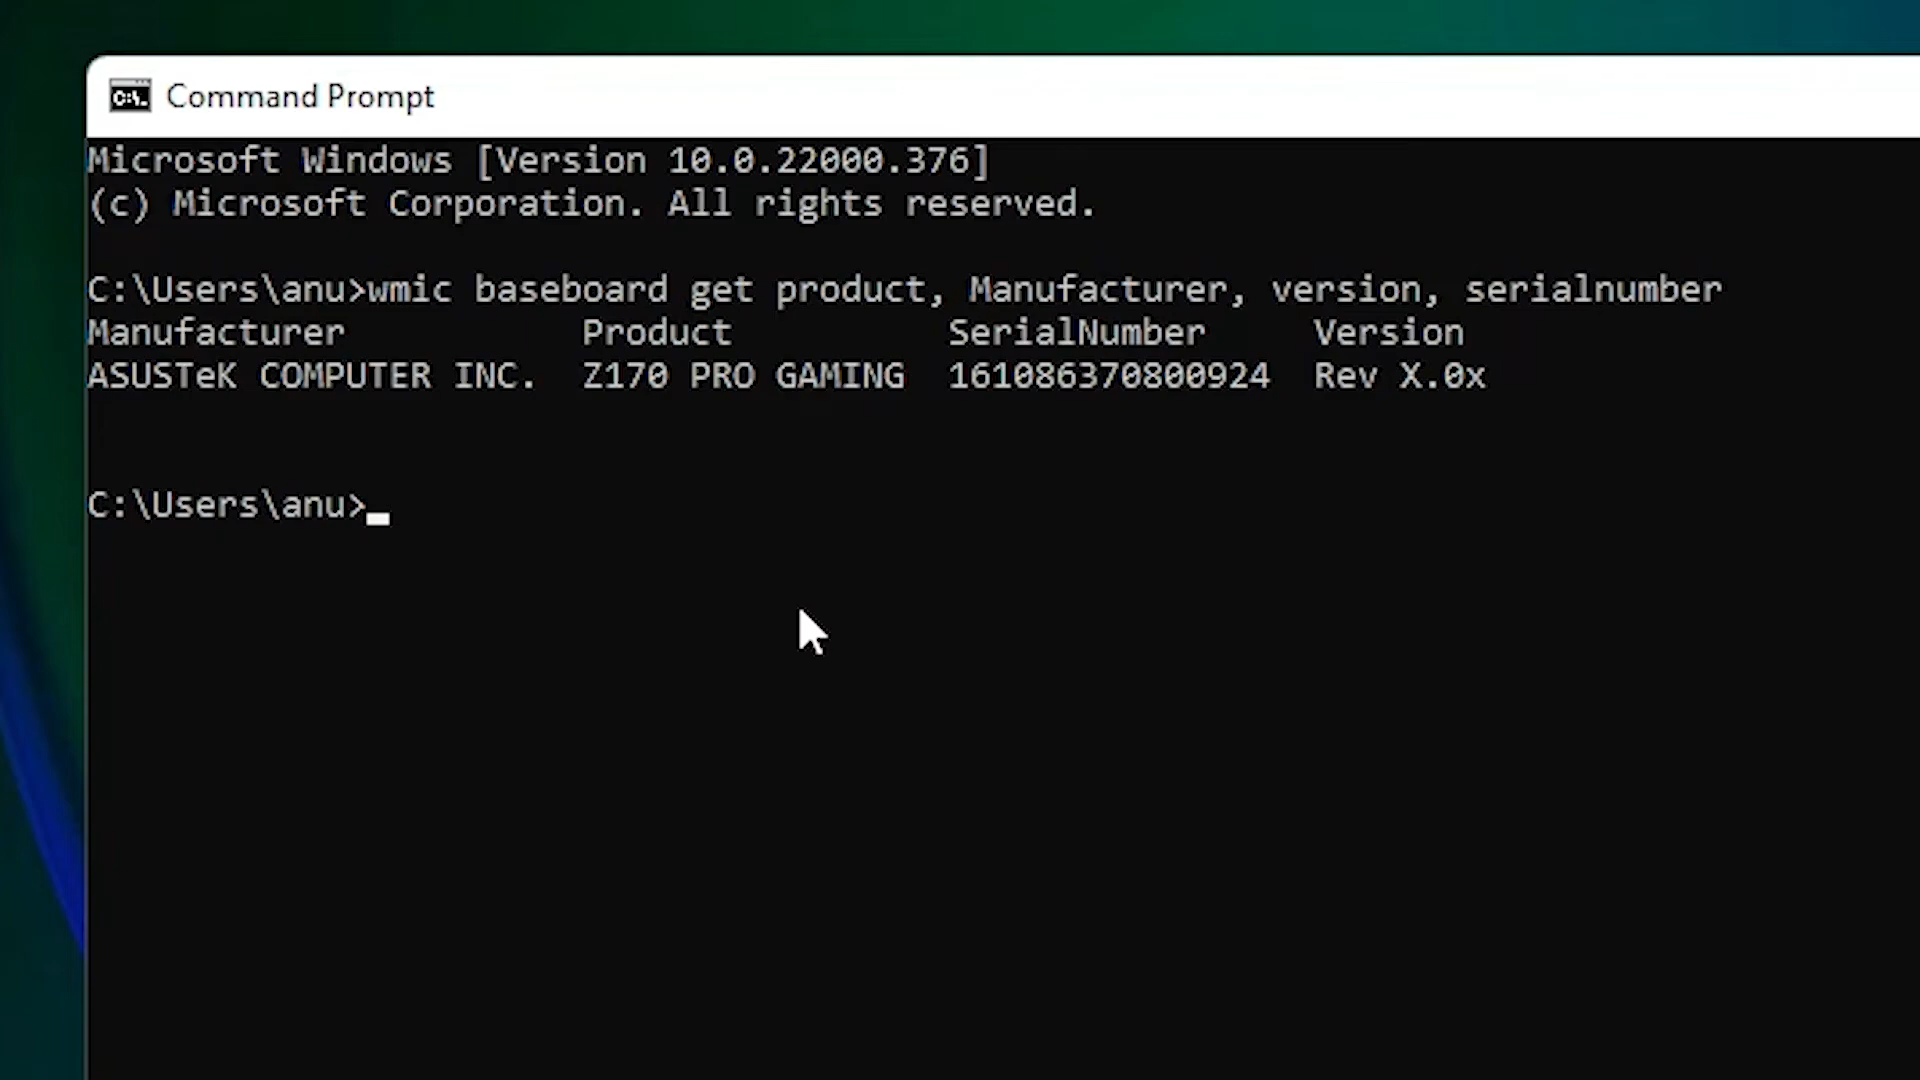 Command Prompt
Microsoft Windows [Version 10.0.22000.376]
(c) Microsoft Corporation. All rights reserved.
C:\Users\anu>wmic baseboard get product, Manufacturer, version, serialnumber
Manufacturer Product SerialNumber Version
ASUSTeK COMPUTER INC. Z170 PRO GAMING 161086370800924 Rev X.0x
C:\Users\anu>